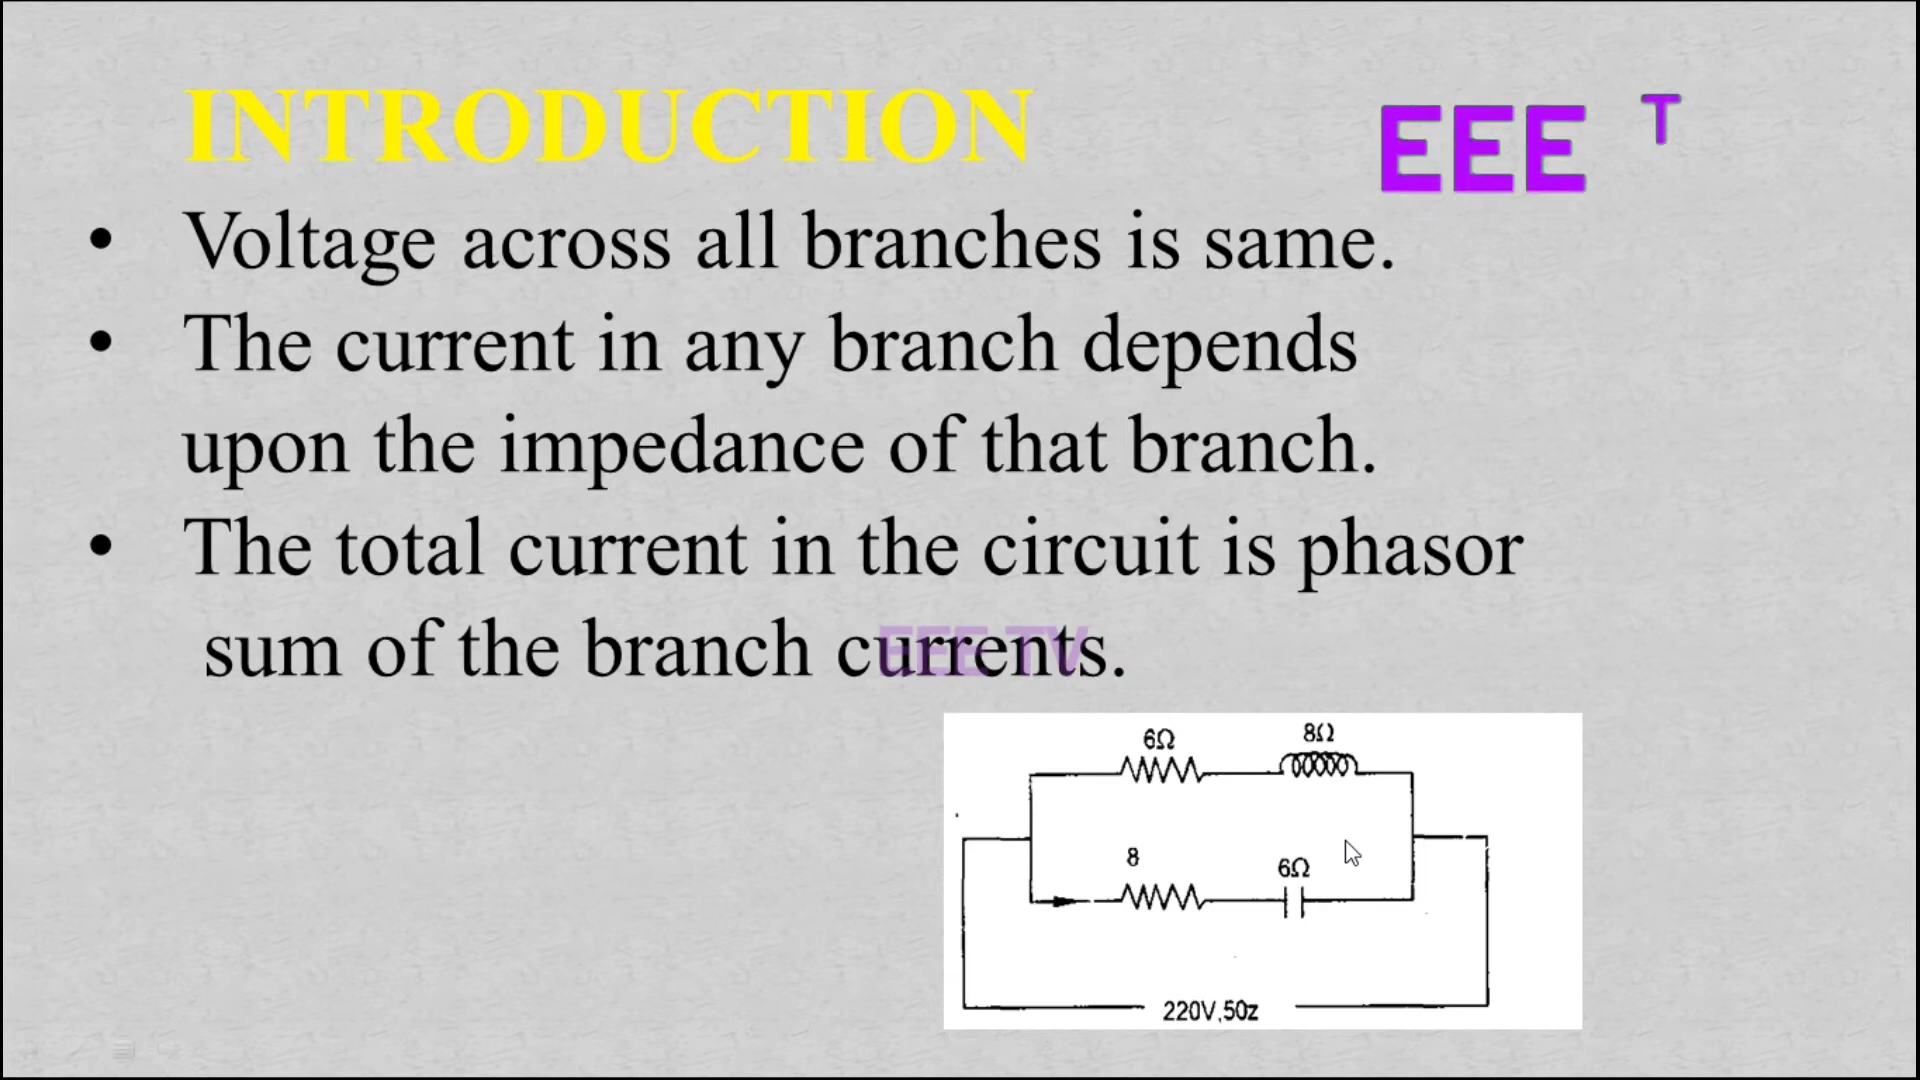 INTRODUCTION
EEE T
• Voltage across all branches is same.
• The current in any branch depends
upon the impedance of that branch.
• The total current in the circuit is phasor
sum of the branch currents.
EEE TV
6Ω 8Ω
8 6Ω
220V,50z